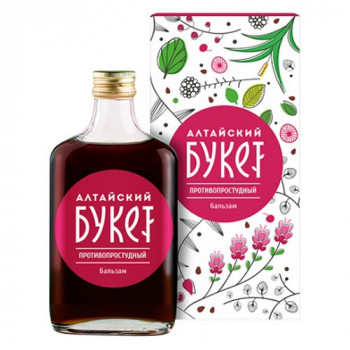 АЛТАЙСКИЙ
БУКЕТ
ПРОТИВОПРОСТУДНЫЙ
бальзам
АЛТАЙСКИЙ
БУКЕТ
ПРОТИВОПРОСТУДНЫЙ
бальзам